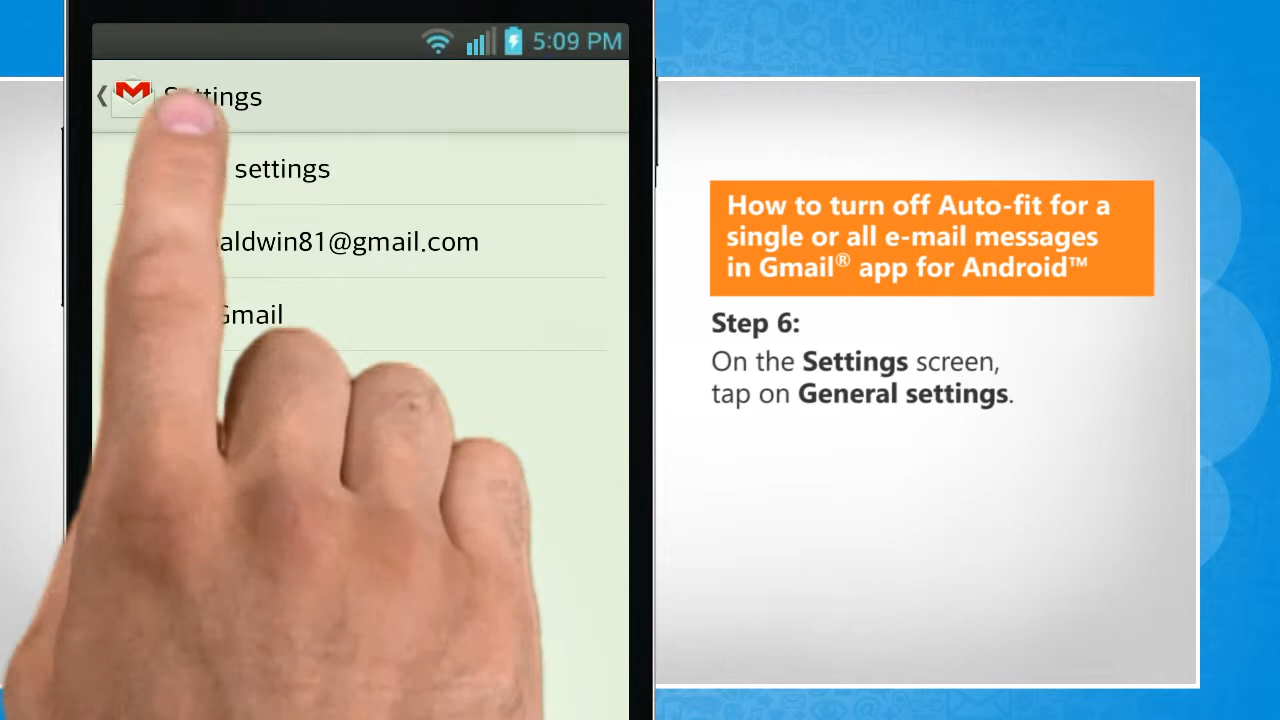 5:09 PM
Settings
settings
aldwin81@gmail.com
Gmail
How to turn off Auto-fit for a
single or all e-mail messages
in Gmail® app for Android™
Step 6:
On the Settings screen,
tap on General settings.